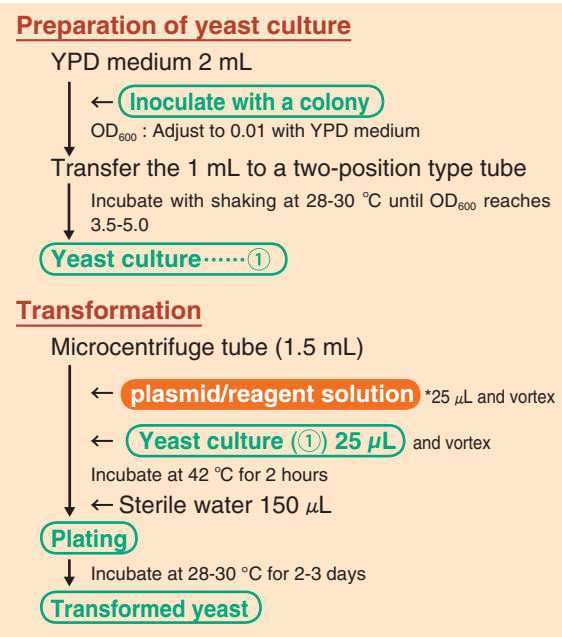 Preparation of yeast culture
YPD medium 2 mL
← Inoculate with a colony
OD600 : Adjust to 0.01 with YPD medium
Transfer the 1 mL to a two-position type tube
Incubate with shaking at 28-30 ℃ until OD600 reaches
3.5-5.0
Yeast culture……①
Transformation
Microcentrifuge tube (1.5 mL)
← plasmid/reagent solution *25 μL and vortex
← Yeast culture (①) 25 μL and vortex
Incubate at 42 ℃ for 2 hours
← Sterile water 150 μL
Plating
Incubate at 28-30 °C for 2-3 days
Transformed yeast